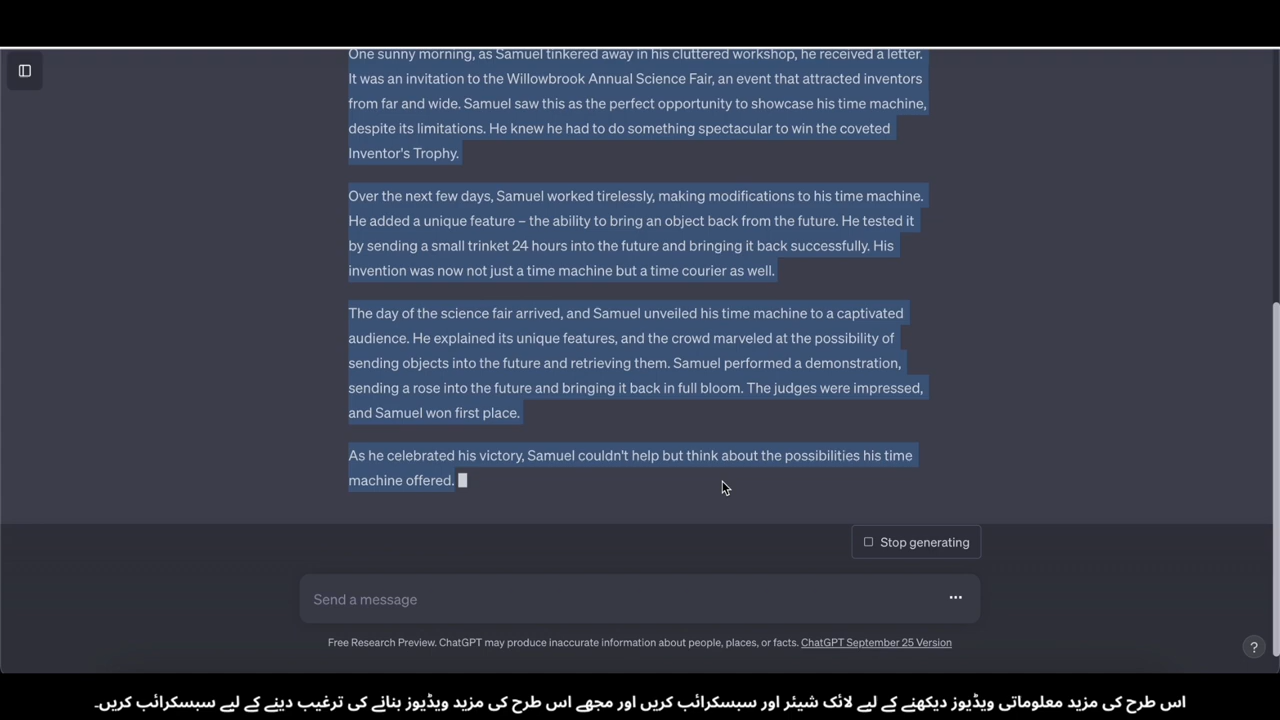 One sunny morning, as Samuel tinkered away in his cluttered workshop, he received a letter.
It was an invitation to the Willowbrook Annual Science Fair, an event that attracted inventors
from far and wide. Samuel saw this as the perfect opportunity to showcase his time machine,
despite its limitations. He knew he had to do something spectacular to win the coveted
Inventor's Trophy.
Over the next few days, Samuel worked tirelessly, making modifications to his time machine.
He added a unique feature – the ability to bring an object back from the future. He tested it
by sending a small trinket 24 hours into the future and bringing it back successfully. His
invention was now not just a time machine but a time courier as well.
The day of the science fair arrived, and Samuel unveiled his time machine to a captivated
audience. He explained its unique features, and the crowd marveled at the possibility of
sending objects into the future and retrieving them. Samuel performed a demonstration,
sending a rose into the future and bringing it back in full bloom. The judges were impressed,
and Samuel won first place.
As he celebrated his victory, Samuel couldn't help but think about the possibilities his time
machine offered.
Stop generating
Send a message
Free Research Preview. ChatGPT may produce inaccurate information about people, places, or facts. ChatGPT September 25 Version
?
اس طرح کی مزید معلوماتی ویڈیوز دیکھنے کے لیے لائک شیئر اور سبسکرائب کریں اور مجھے اس طرح کی مزید ویڈیوز بنانے کی ترغیب دینے کے لیے سبسکرائب کریں۔